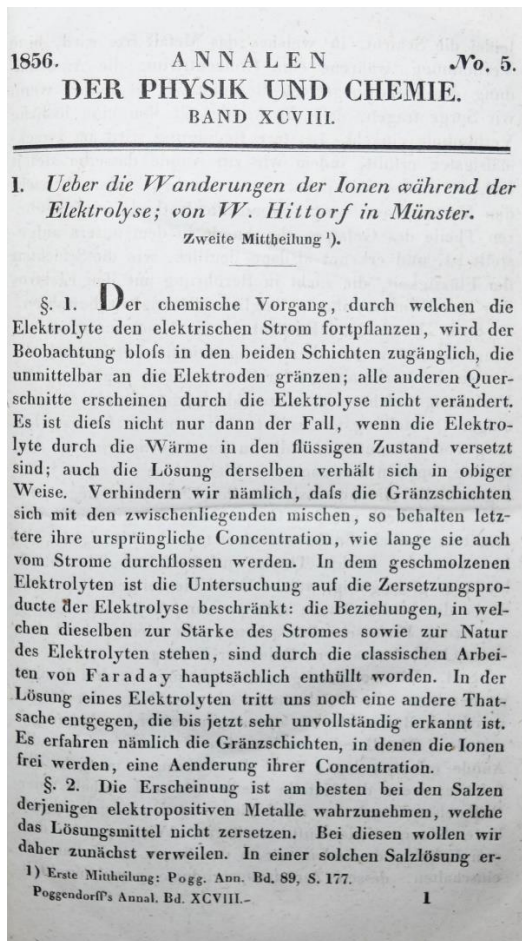 1856. ANNALEN No. 5.
DER PHYSIK UND CHEMIE.
BAND XCVIII.
I. Ueber die Wanderungen der Ionen während der
Elektrolyse; von W. Hittorf in Münster.
Zweite Mittheilung ¹).
§. 1. Der chemische Vorgang, durch welchen die
Elektrolyte den elektrischen Strom fortpflanzen, wird der
Beobachtung blofs in den beiden Schichten zugänglich, die
unmittelbar an die Elektroden gränzen; alle anderen Quer-
schnitte erscheinen durch die Elektrolyse nicht verändert.
Es ist diefs nicht nur dann der Fall, wenn die Elektro-
lyte durch die Wärme in den flüssigen Zustand versetzt
sind; auch die Lösung derselben verhält sich in obiger
Weise. Verhindern wir nämlich, dafs die Gränzschichten
sich mit den zwischenliegenden mischen, so behalten letz-
tere ihre ursprüngliche Concentration, wie lange sie auch
vom Strome durchflossen werden. In dem geschmolzenen
Elektrolyten ist die Untersuchung auf die Zersetzungspro-
ducte der Elektrolyse beschränkt: die Beziehungen, in wel-
chen dieselben zur Stärke des Stromes sowie zur Natur
des Elektrolyten stehen, sind durch die classischen Arbei-
ten von Faraday hauptsächlich enthüllt worden. In der
Lösung eines Elektrolyten tritt uns noch eine andere That-
sache entgegen, die bis jetzt sehr unvollständig erkannt ist.
Es erfahren nämlich die Gränzschichten, in denen die Ionen
frei werden, eine Aenderung ihrer Concentration.
§. 2. Die Erscheinung ist am besten bei den Salzen
derjenigen elektropositiven Metalle wahrzunehmen, welche
das Lösungsmittel nicht zersetzen. Bei diesen wollen wir
daher zunächst verweilen. In einer solchen Salzlösung er-
1) Erste Mittheilung: Pogg. Ann. Bd. 89, S. 177.
Poggendorff's Annal. Bd. XCVIII. 1